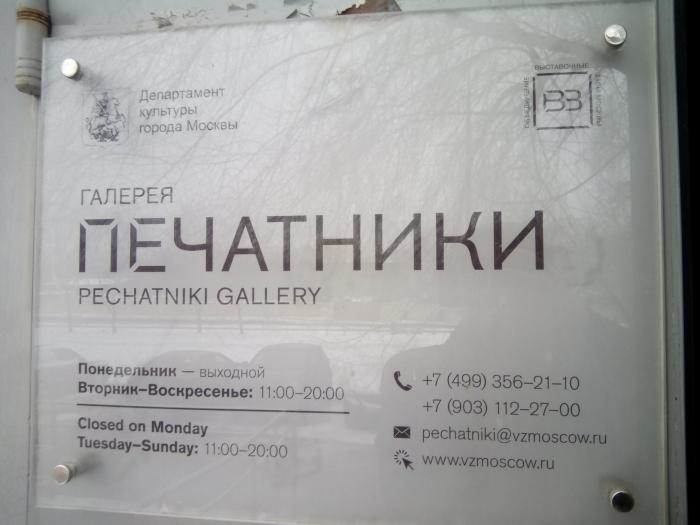 Департамент
культуры
города Москвы
ВЫСТАВОЧНЫЕ
ВЗ
ГАЛЕРЕЯ
ПЕЧАТНИКИ
PECHATNIKI GALLERY
Понедельник — выходной
Вторник–Воскресенье: 11:00–20:00
Closed on Monday
Tuesday–Sunday: 11:00–20:00
+7 (499) 356–21–10
+7 (903) 112–27–00
pechatniki@vzmoscow.ru
www.vzmoscow.ru